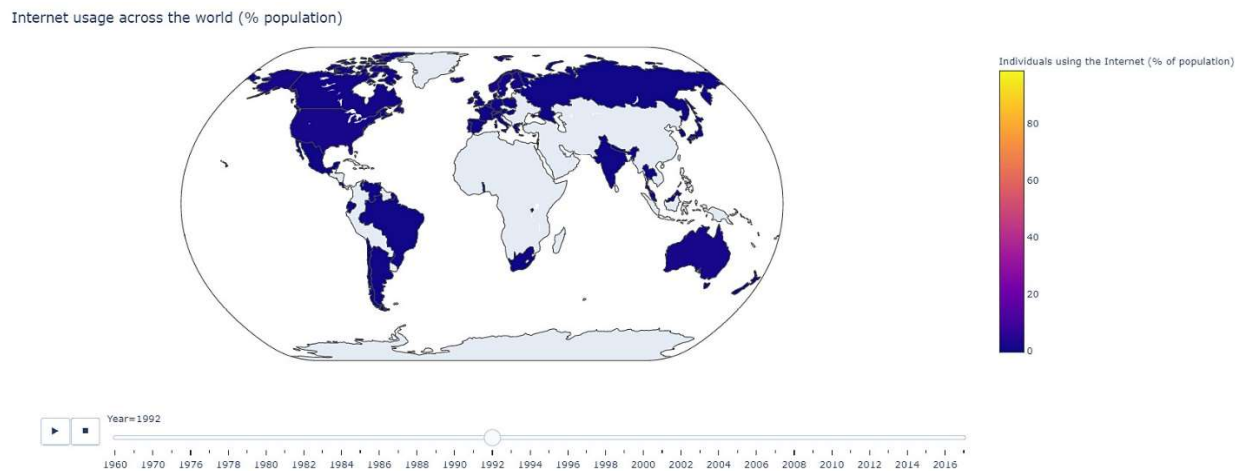 Internet usage across the world (% population)
Individuals using the Internet (% of population)
80
60
40
20
0
Year=1992
1960 1970 1976 1978 1980 1982 1984 1986 1988 1990 1992 1994 1996 1998 2000 2002 2004 2006 2008 2010 2012 2014 2016